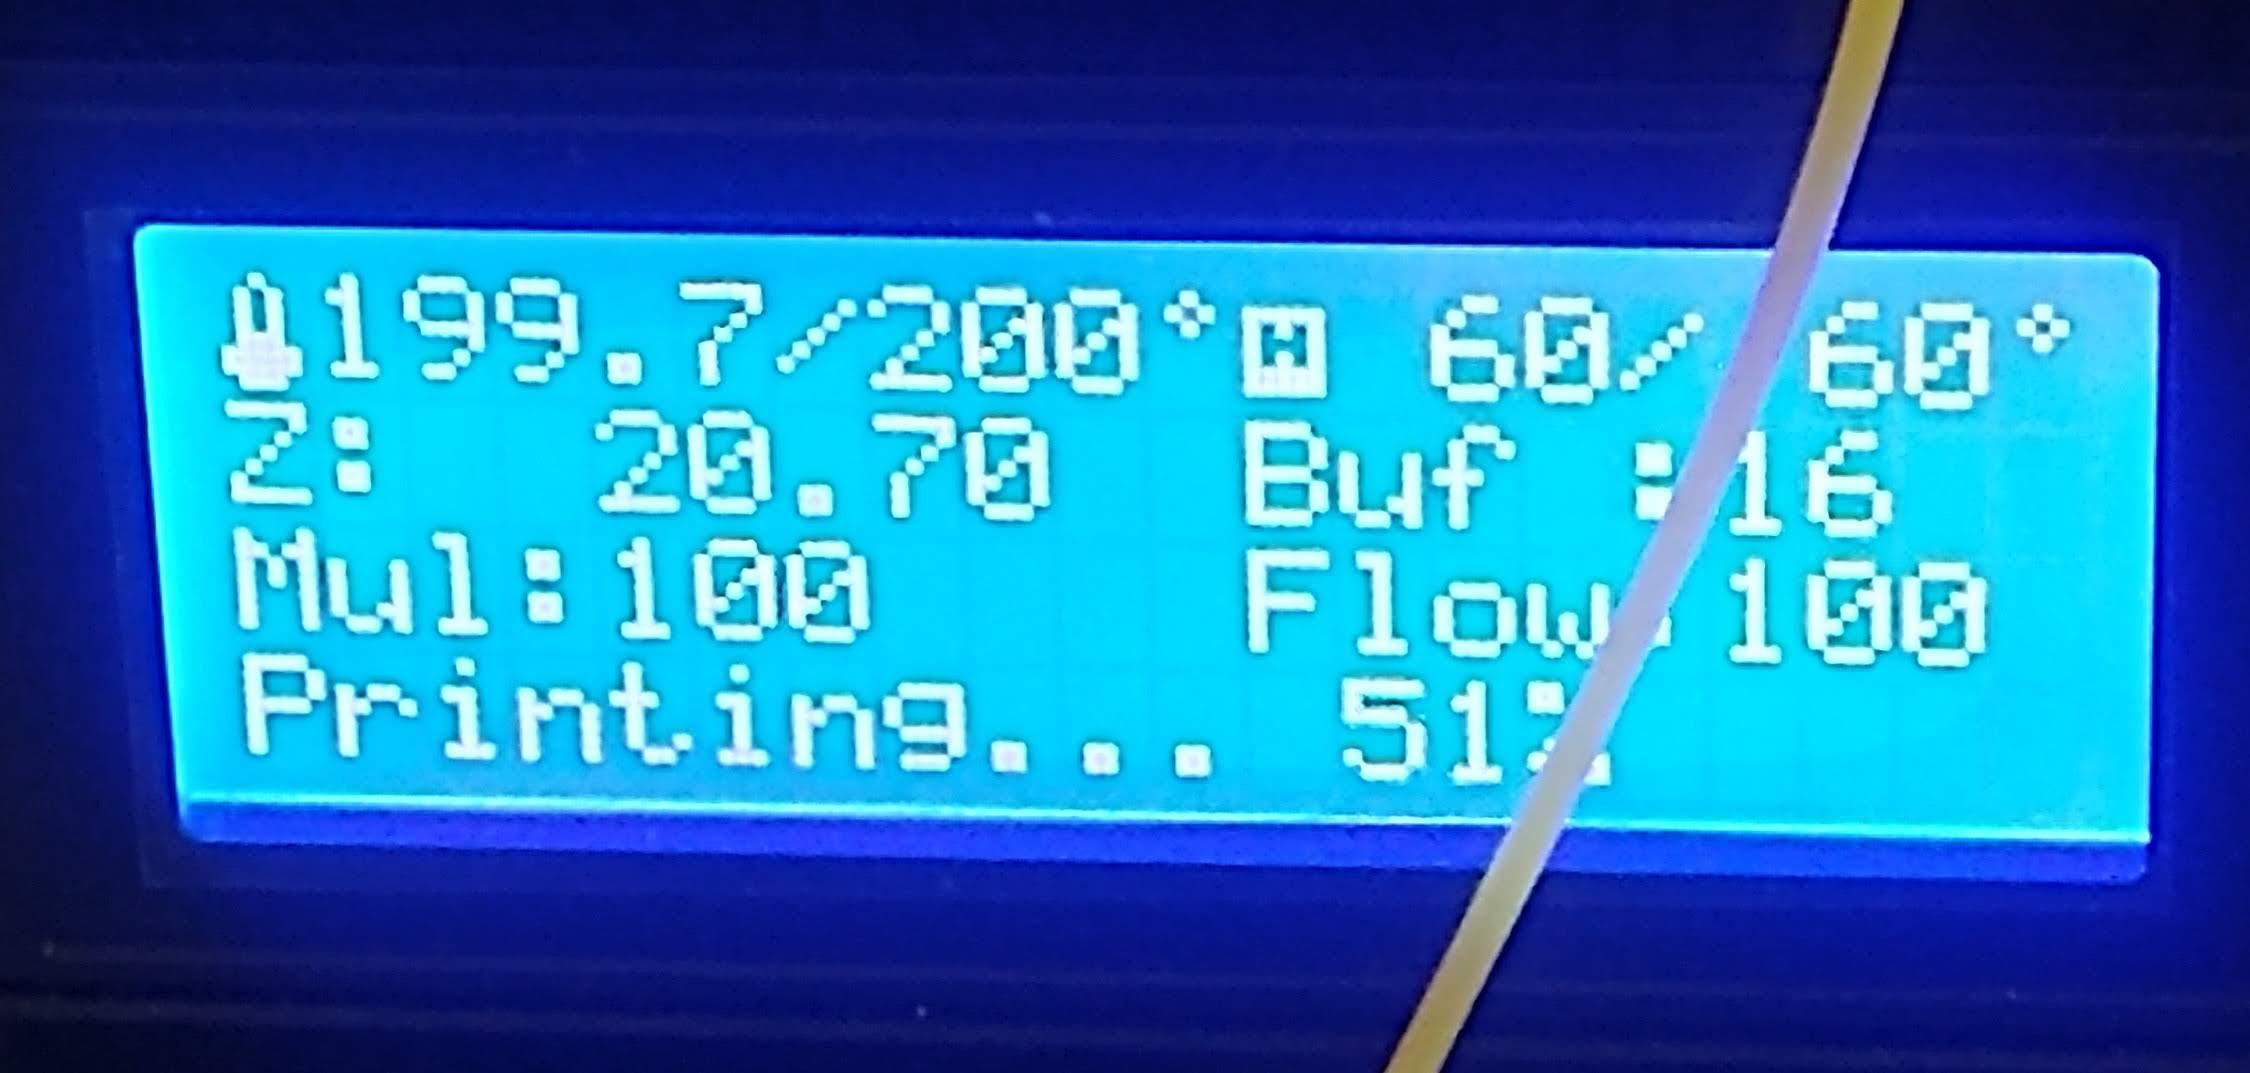 199.7/200° 60/ 60°
Z: 20.70 Buf :16
Mul:100 Flow:100
Printing... 51%